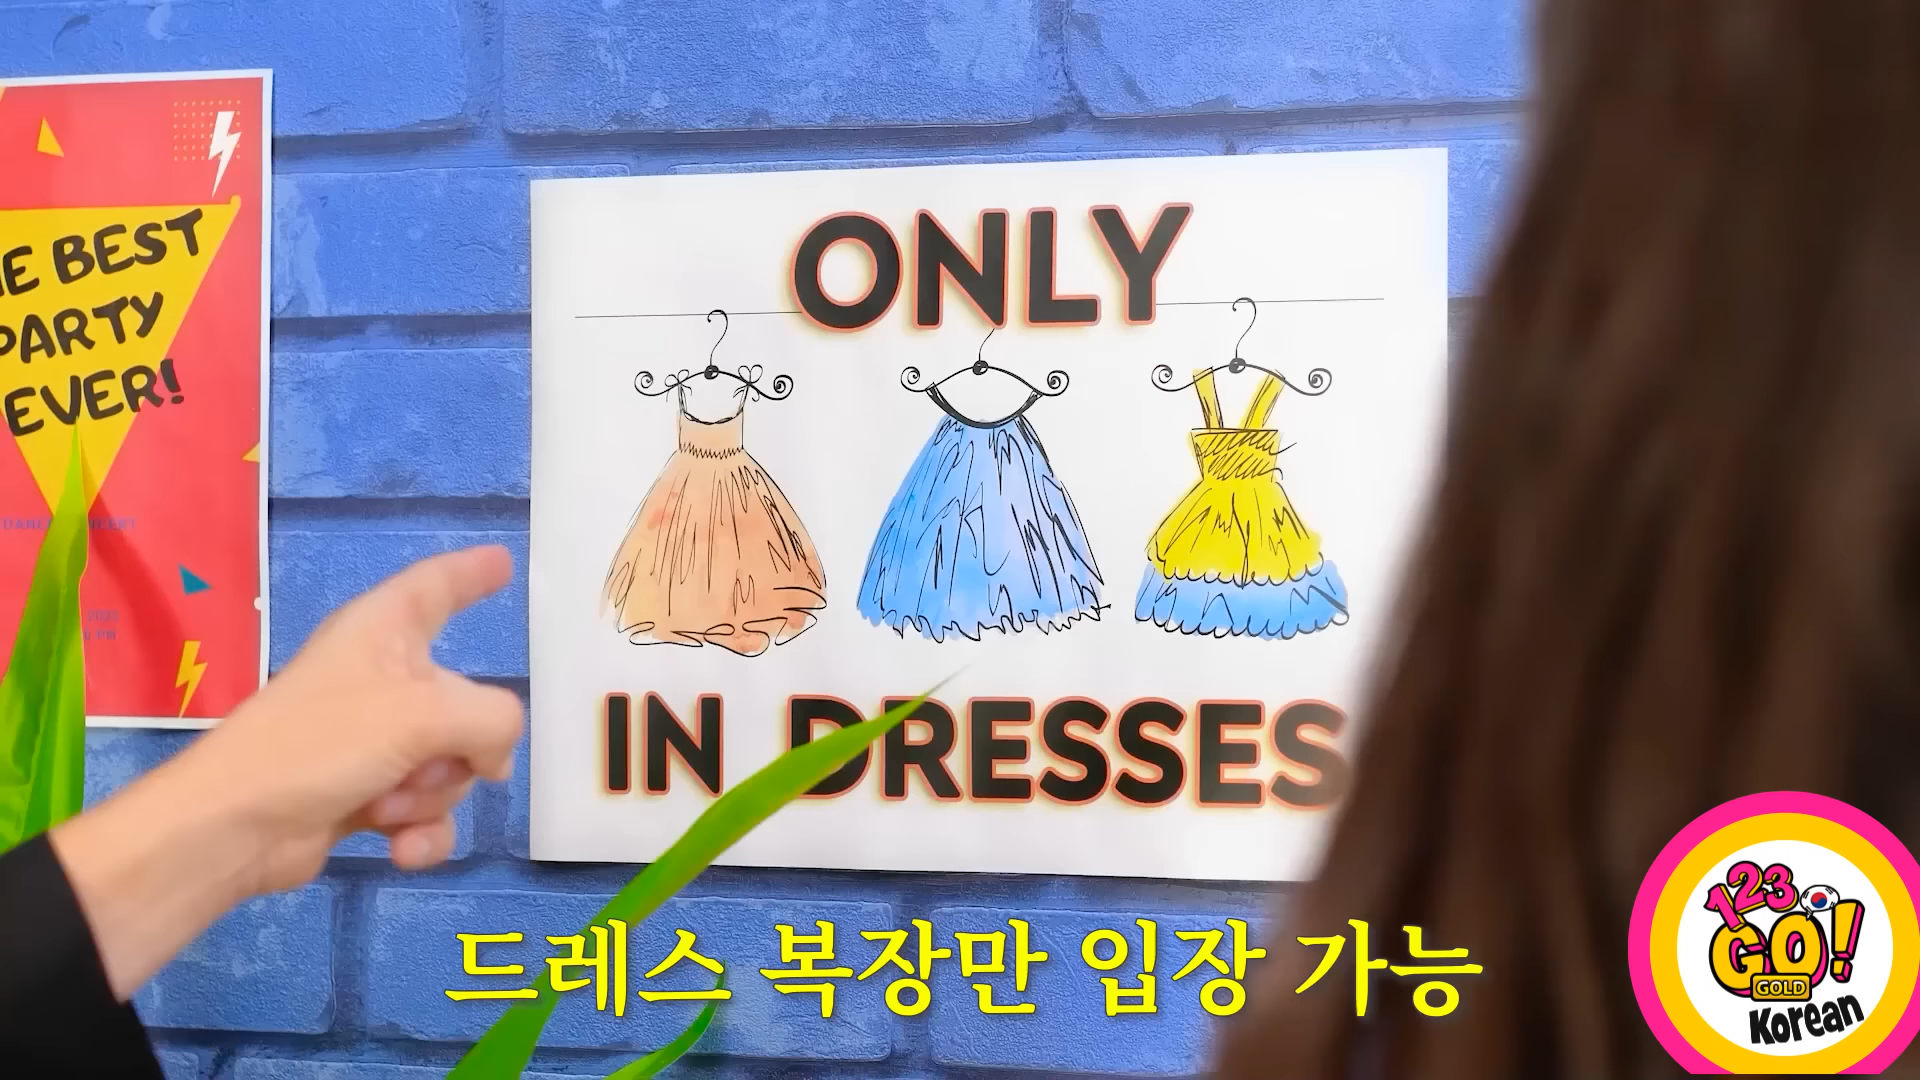 THE BEST
PARTY
EVER!
ONLY
IN DRESSES
드레스 복장만 입장 가능
123
GO!
GOLD
Korean